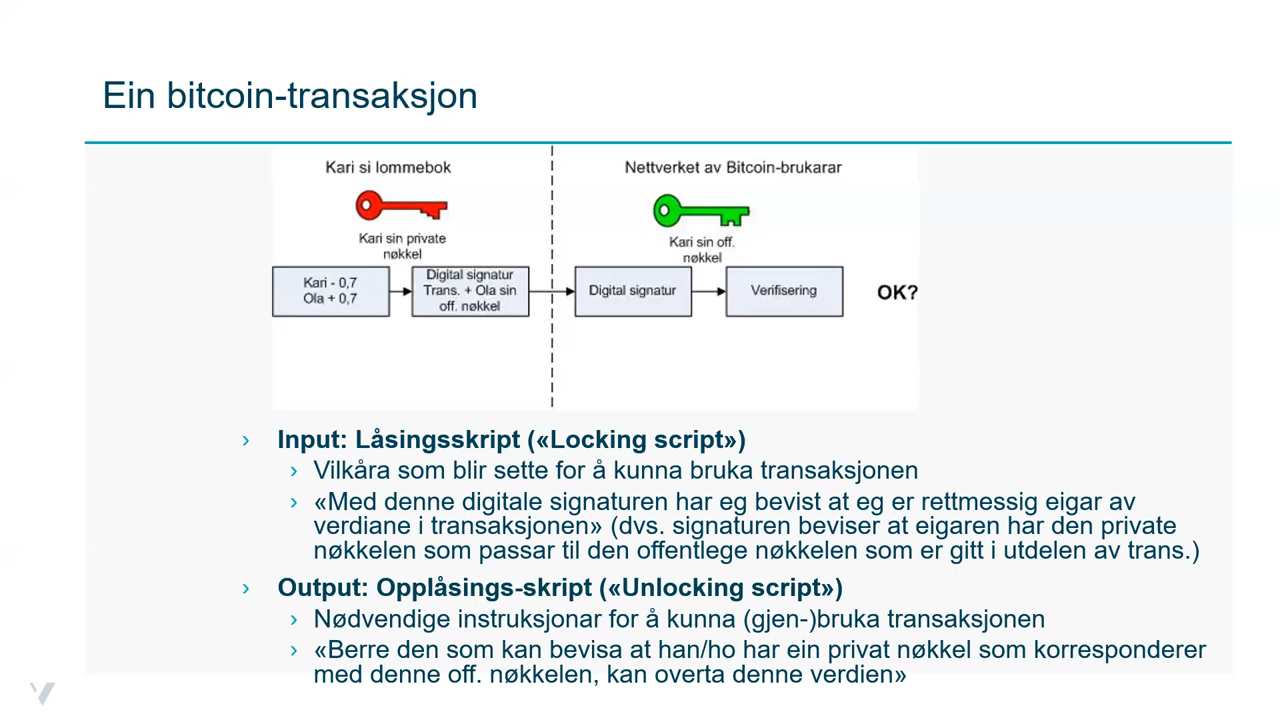 Ein bitcoin-transaksjon
Kari si lommebok
Nettverket av Bitcoin-brukarar
Kari sin private
nøkkel
Kari sin off.
nøkkel
Kari - 0,7
Ola + 0,7
Digital signatur
Trans. + Ola sin
off. nøkkel
Digital signatur
Verifisering
OK?
› Input: Låsingsskript («Locking script»)
› Vilkåra som blir sette for å kunna bruka transaksjonen
› «Med denne digitale signaturen har eg bevist at eg er rettmessig eigar av
verdiane i transaksjonen» (dvs. signaturen beviser at eigaren har den private
nøkkelen som passar til den offentlege nøkkelen som er gitt i utdelen av trans.)
› Output: Opplåsings-skript («Unlocking script»)
› Nødvendige instruksjonar for å kunna (gjen-)bruka transaksjonen
› «Berre den som kan bevisa at han/ho har ein privat nøkkel som korresponderer
med denne off. nøkkelen, kan overta denne verdien»